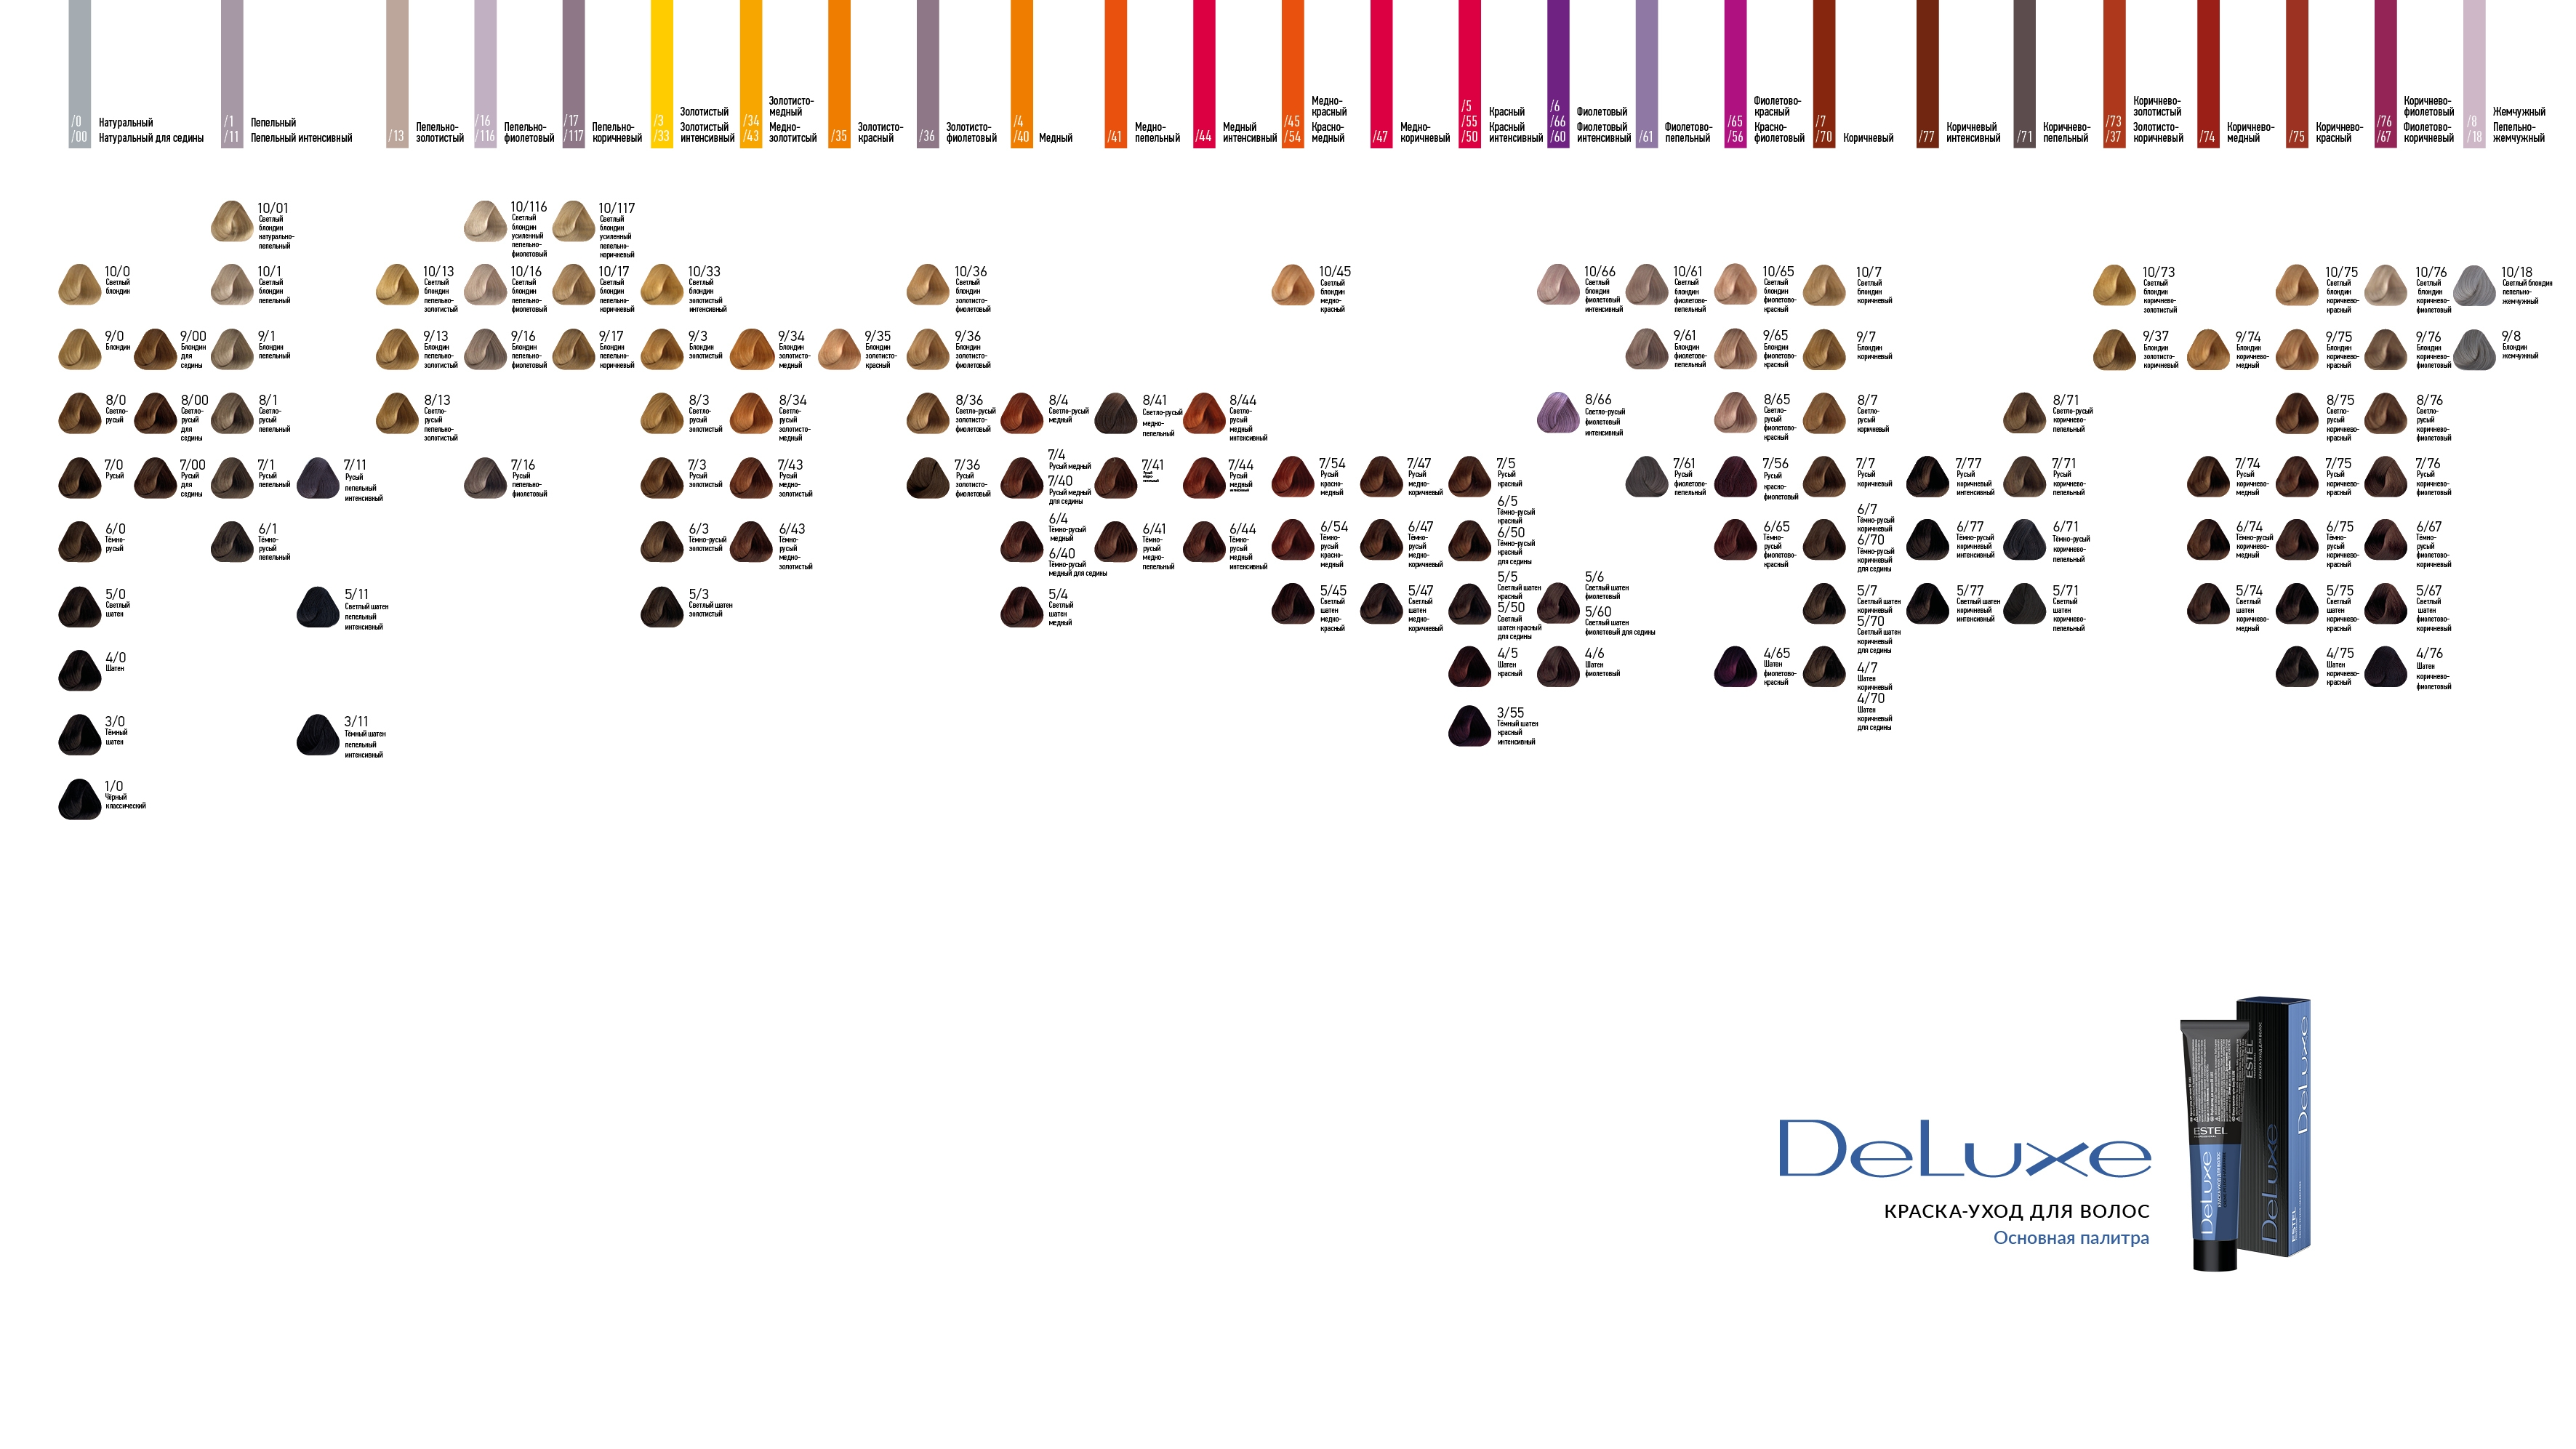 /0
/00
Натуральный
Натуральный для седины
/1
/11
Пепельный
Пепельный интенсивный
/13
Пепельно-
золотистый
/16
/116
Пепельно-
фиолетовый
/17
/117
Пепельно-
коричневый
/3
/33
Золотистый
Золотистый
интенсивный
/34
/43
Золотисто-
медный
Медно-
золотитсый
/35
Золотисто-
красный
/36
Золотисто-
фиолетовый
/4
/40
Медный
/41
Медно-
пепельный
/44
Медный
интенсивный
/45
/54
Медно-
красный
Красно-
медный
/47
Медно-
коричневый
/5
/55
/50
Красный
Красный
интенсивный
/6
/66
/60
Фиолетовый
Фиолетовый
интенсивный
/61
Фиолетово-
пепельный
/65
/56
Фиолетово-
красный
Красно-
фиолетовый
/7
/70
Коричневый
/77
Коричневый
интенсивный
/71
Коричнево-
пепельный
/73
/37
Коричнево-
золотистый
Золотисто-
коричневый
/74
Коричнево-
медный
/75
Коричнево-
красный
/76
/67
Коричнево-
фиолетовый
Фиолетово-
коричневый
/8
/18
Жемчужный
Пепельно-
жемчужный
10/01
Светлый
блондин
натурально-
пепельный
10/116
Светлый
блондин
усиленный
пепельно-
фиолетовый
10/117
Светлый
блондин
усиленный
пепельно-
коричневый
10/0
Светлый
блондин
10/1
Светлый
блондин
пепельный
10/13
Светлый
блондин
пепельно-
золотистый
10/16
Светлый
блондин
пепельно-
фиолетовый
10/17
Светлый
блондин
пепельно-
коричневый
10/33
Светлый
блондин
золотистый
интенсивный
10/36
Светлый
блондин
золотисто-
фиолетовый
10/45
Светлый
блондин
медно-
красный
10/66
Светлый
блондин
фиолетовый
интенсивный
10/61
Светлый
блондин
фиолетово-
пепельный
10/65
Светлый
блондин
фиолетово-
красный
10/7
Светлый
блондин
коричневый
10/73
Светлый
блондин
коричнево-
золотистый
10/75
Светлый
блондин
коричнево-
красный
10/76
Светлый
блондин
коричнево-
фиолетовый
10/18
Светлый блондин
пепельно-
жемчужный
9/0
Блондин
9/00
Блондин
для
седины
9/1
Блондин
пепельный
9/13
Блондин
пепельно-
золотистый
9/16
Блондин
пепельно-
фиолетовый
9/17
Блондин
пепельно-
коричневый
9/3
Блондин
золотистый
9/34
Блондин
золотисто-
медный
9/35
Блондин
золотисто-
красный
9/36
Блондин
золотисто-
фиолетовый
9/61
Блондин
фиолетово-
пепельный
9/65
Блондин
фиолетово-
красный
9/7
Блондин
коричневый
9/37
Блондин
золотисто-
коричневый
9/74
Блондин
коричнево-
медный
9/75
Блондин
коричнево-
красный
9/76
Блондин
коричнево-
фиолетовый
9/8
Блондин
жемчужный
8/0
Светло-
русый
8/00
Светло-
русый
для
седины
8/1
Светло-
русый
пепельный
8/13
Светло-
русый
пепельно-
золотистый
8/3
Светло-
русый
золотистый
8/34
Светло-
русый
золотисто-
медный
8/36
Светло-русый
золотисто-
фиолетовый
8/4
Светло-русый
медный
8/41
Светло-русый
медно-
пепельный
8/44
Светло-
русый
медный
интенсивный
8/66
Светло-русый
фиолетовый
интенсивный
8/65
Светло-
русый
фиолетово-
красный
8/7
Светло-
русый
коричневый
8/71
Светло-русый
коричнево-
пепельный
8/75
Светло-
русый
коричнево-
красный
8/76
Светло-
русый
коричнево-
фиолетовый
7/0
Русый
7/00
Русый
для
седины
7/1
Русый
пепельный
7/11
Русый
пепельный
интенсивный
7/16
Русый
пепельно-
фиолетовый
7/3
Русый
золотистый
7/43
Русый
медно-
золотистый
7/36
Русый
золотисто-
фиолетовый
7/4
Русый медный
7/40
Русый медный
для седины
7/41
7/44
Русый
медный
7/54
Русый
красно-
медный
7/47
Русый
медно-
коричневый
7/5
Русый
красный
7/61
Русый
фиолетово-
пепельный
7/56
Русый
красно-
фиолетовый
7/7
Русый
коричневый
7/77
Русый
коричневый
интенсивный
7/71
Русый
коричнево-
пепельный
7/74
Русый
коричнево-
медный
7/75
Русый
коричнево-
красный
7/76
Русый
коричнево-
фиолетовый
6/0
Тёмно-
русый
6/1
Тёмно-
русый
пепельный
6/3
Тёмно-русый
золотистый
6/43
Тёмно-
русый
медно-
золотистый
6/4
Тёмно-русый
медный
6/40
Тёмно-русый
медный для седины
6/41
Тёмно-
русый
медно-
пепельный
6/44
Тёмно-
русый
медный
интенсивный
6/54
Тёмно-
русый
красно-
медный
6/47
Тёмно-
русый
медно-
коричневый
6/5
Тёмно-русый
красный
6/50
Тёмно-русый
красный
для седины
6/65
Тёмно-
русый
фиолетово-
красный
6/7
Тёмно-русый
коричневый
6/70
Тёмно-русый
коричневый
для седины
6/77
Тёмно-русый
коричневый
интенсивный
6/71
Тёмно-русый
коричнево-
пепельный
6/74
Тёмно-русый
коричнево-
медный
6/75
Тёмно-
русый
коричнево-
красный
6/67
Тёмно-
русый
фиолетово-
коричневый
5/0
Светлый
шатен
5/11
Светлый шатен
пепельный
интенсивный
5/3
Светлый шатен
золотистый
5/4
Светлый
шатен
медный
5/45
Светлый
шатен
медно-
красный
5/47
Светлый
шатен
медно-
коричневый
5/5
Светлый шатен
красный
5/50
Светлый
шатен красный
для седины
5/6
Светлый шатен
фиолетовый
5/60
Светлый шатен
фиолетовый для седины
5/7
Светлый шатен
коричневый
5/70
Светлый шатен
коричневый
для седины
5/77
Светлый шатен
коричневый
интенсивный
5/71
Светлый
шатен
коричнево-
пепельный
5/74
Светлый
шатен
коричнево-
медный
5/75
Светлый
шатен
коричнево-
красный
5/67
Светлый
шатен
фиолетово-
коричневый
4/0
Шатен
4/5
Шатен
красный
4/6
Шатен
фиолетовый
4/65
Шатен
фиолетово-
красный
4/7
Шатен
коричневый
4/70
Шатен
коричневый
для седины
4/75
Шатен
коричнево-
красный
4/76
Шатен
коричнево-
фиолетовый
3/0
Тёмный
шатен
3/11
Тёмный шатен
пепельный
интенсивный
3/55
Тёмный шатен
красный
интенсивный
1/0
Чёрный
классический
DeLuxe
КРАСКА-УХОД ДЛЯ ВОЛОС
Основная палитра
ESTEL
DeLuxe
ESTEL
DeLuxe
DeLuxe
ESTEL